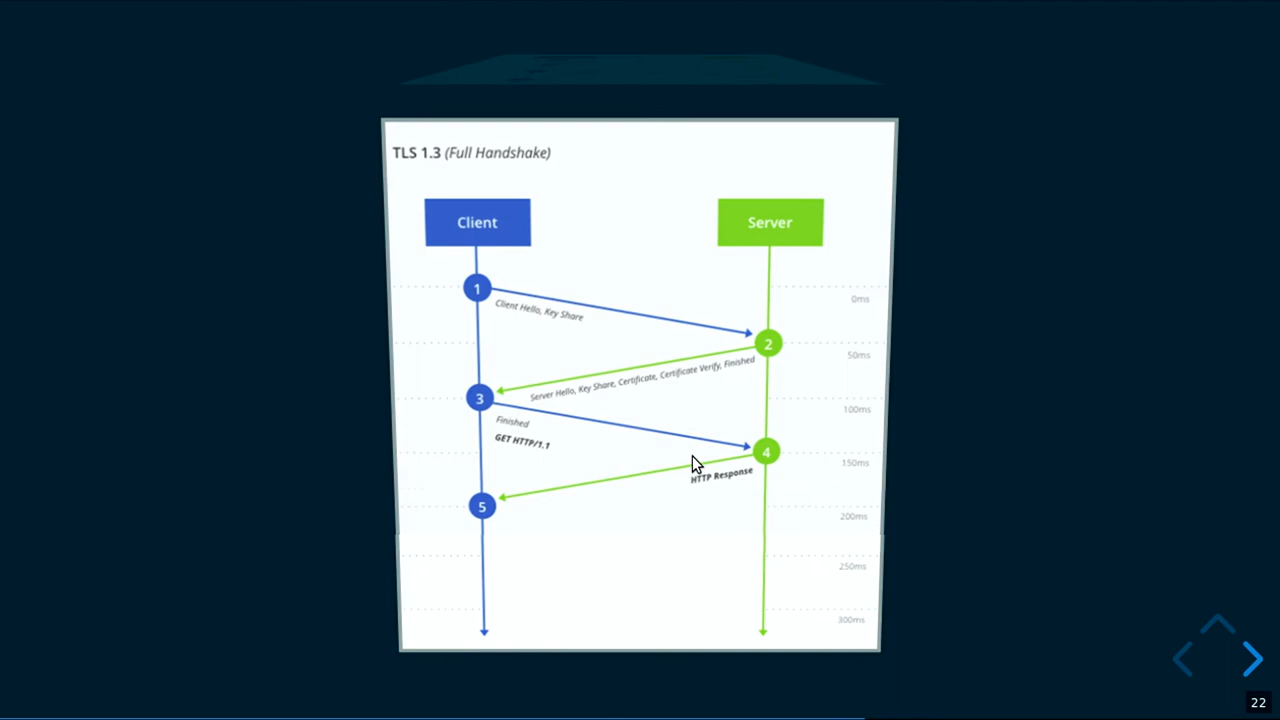 TLS 1.3 (Full Handshake)
Client
Server
1
Client Hello, Key Share
0ms
2
50ms
Server Hello, Key Share, Certificate, Certificate Verify, Finished
3
100ms
Finished
GET HTTP/1.1
4
150ms
HTTP Response
5
200ms
250ms
300ms
22